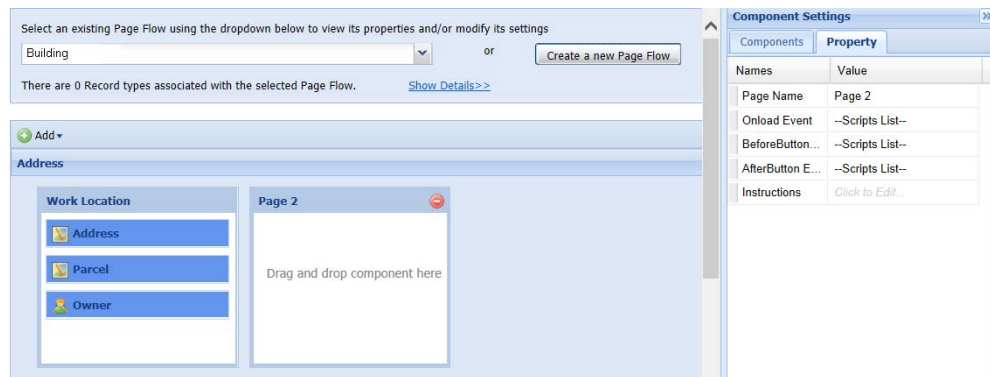 Select an existing Page Flow using the dropdown below to view its properties and/or modify its settings
Building
or
Create a new Page Flow
There are 0 Record types associated with the selected Page Flow.
Show Details>>
Add
Address
Work Location
Address
Parcel
Owner
Page 2
Drag and drop component here
Component Settings
Components
Property
Names Value
Page Name Page 2
Onload Event --Scripts List--
BeforeButton... --Scripts List--
AfterButton E... --Scripts List--
Instructions Click to Edit...